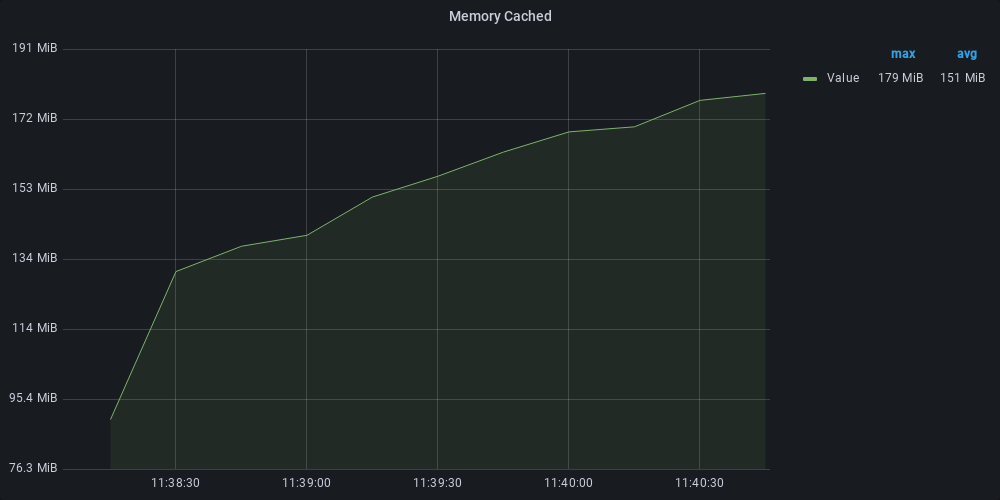 Memory Cached
191 MiB
172 MiB
153 MiB
134 MiB
114 MiB
95.4 MiB
76.3 MiB
11:38:30 11:39:00 11:39:30 11:40:00 11:40:30
max avg
Value 179 MiB 151 MiB